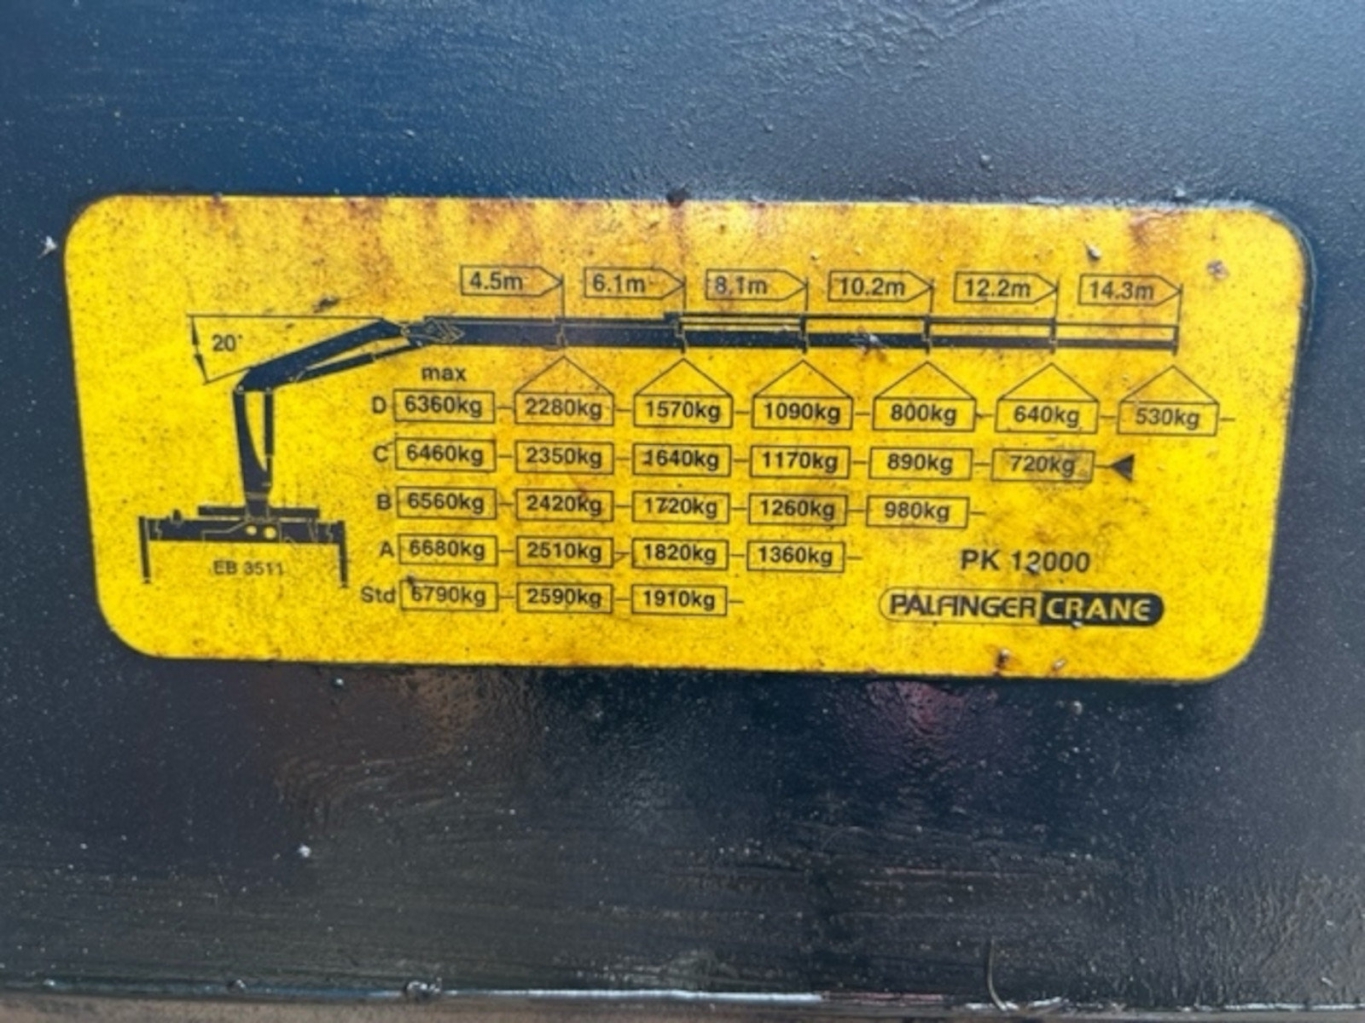 4.5m 6.1m 8.1m 10.2m 12.2m 14.3m
20°
max
D 6360kg 2280kg 1570kg 1090kg 800kg 640kg 530kg
C 6460kg 2350kg 1640kg 1170kg 890kg 720kg
B 6560kg 2420kg 1720kg 1260kg 980kg
A 6680kg 2510kg 1820kg 1360kg
Std 6790kg 2590kg 1910kg
EB 3511
PK 12000
PALFINGER CRANE